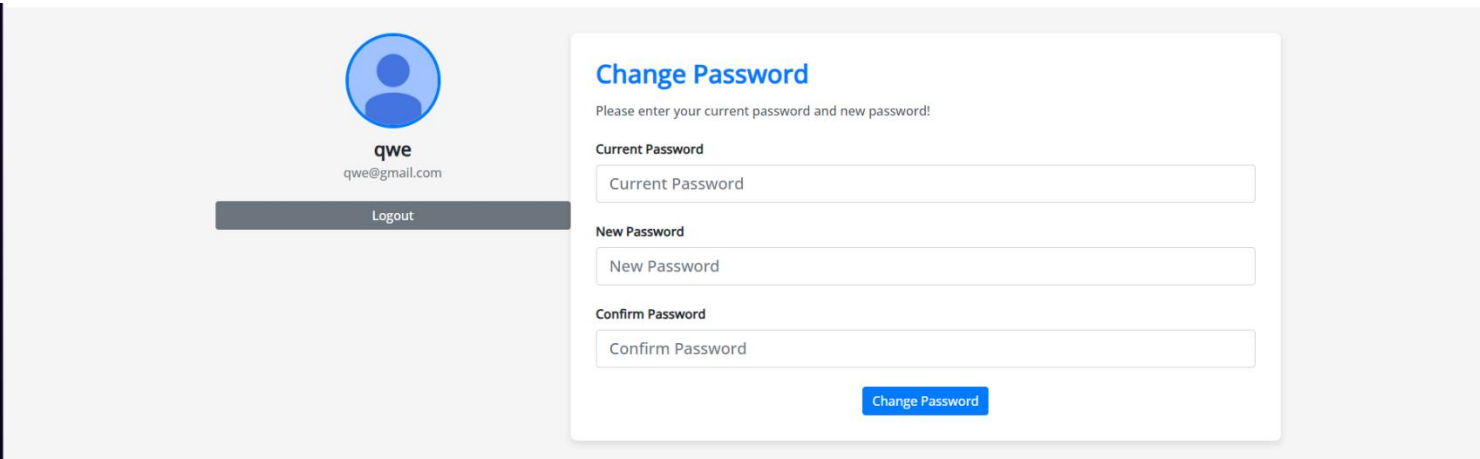 qwe
qwe@gmail.com
Logout
Change Password
Please enter your current password and new password!
Current Password
Current Password
New Password
New Password
Confirm Password
Confirm Password
Change Password